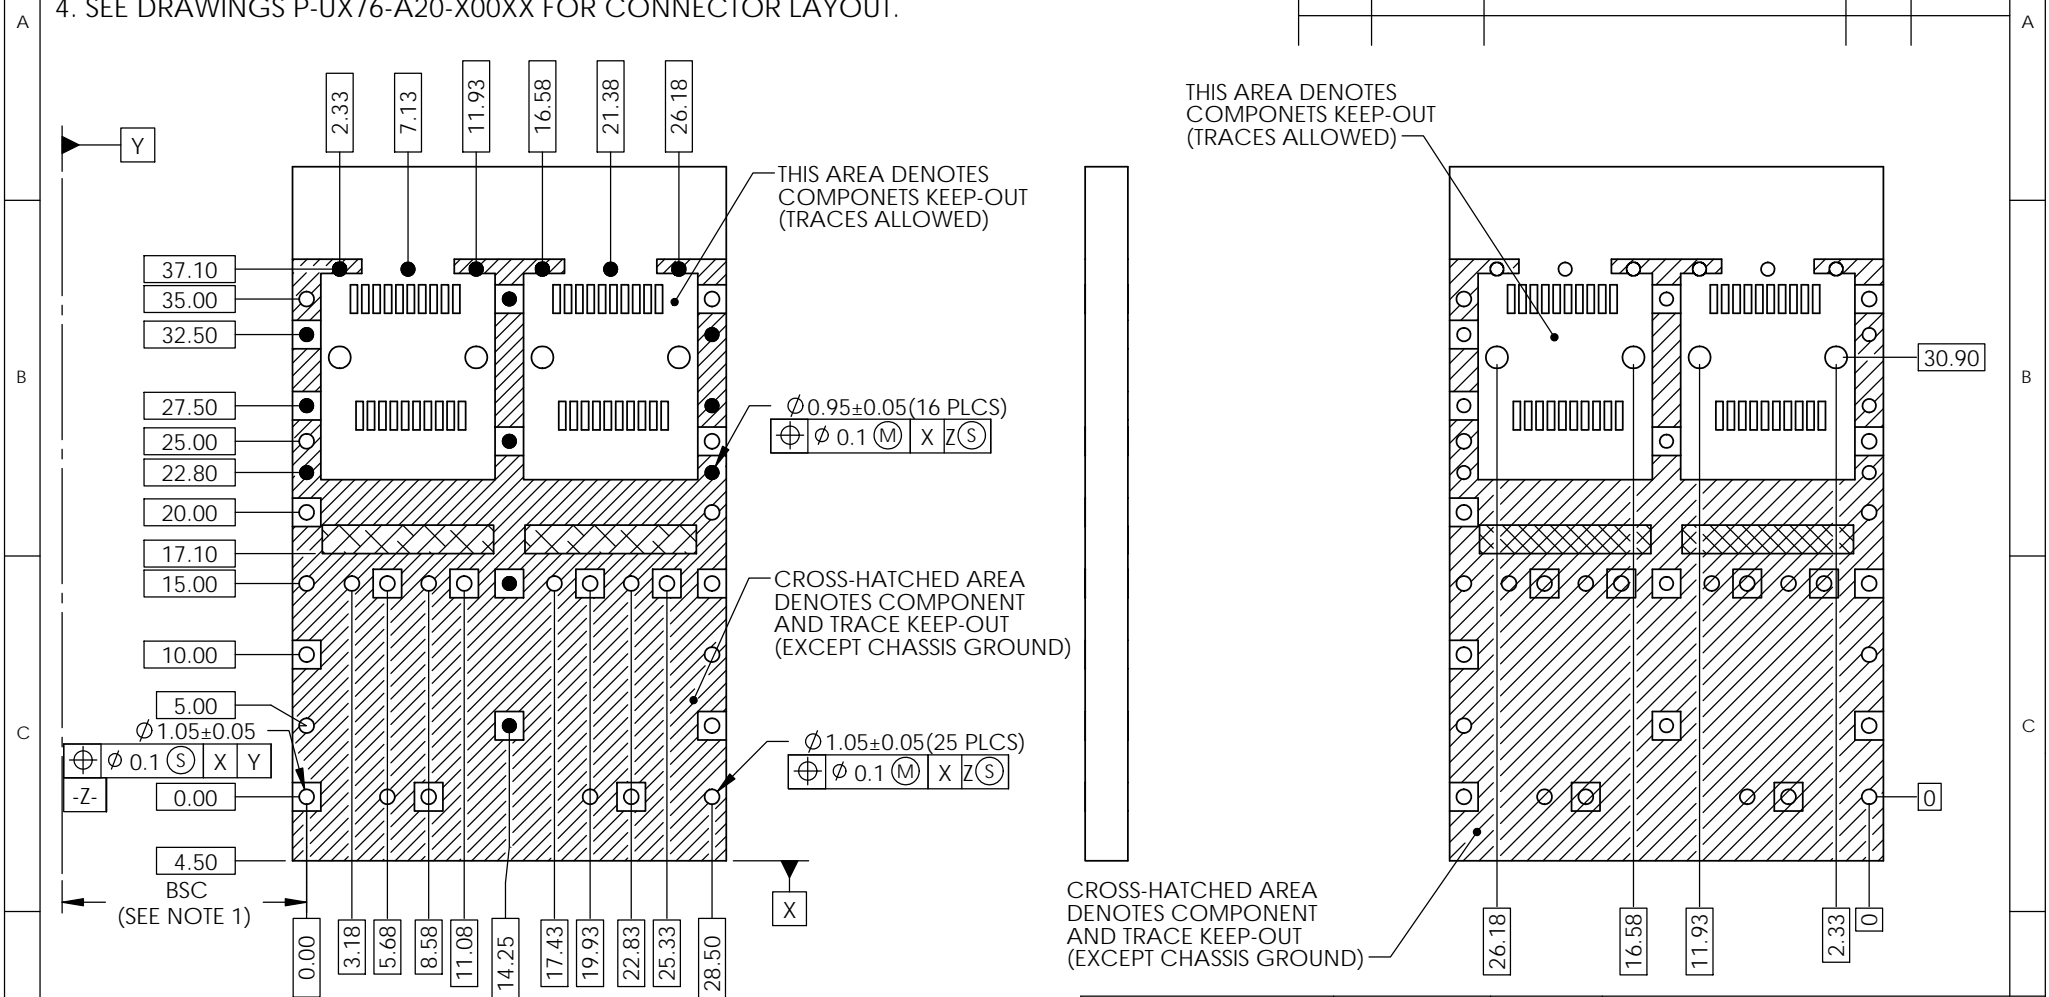 4. SEE DRAWINGS P-UX76-A20-X00XX FOR CONNECTOR LAYOUT.
A
A
2.33
7.13
11.93
16.58
21.38
26.18
Y
THIS AREA DENOTES
COMPONETS KEEP-OUT
(TRACES ALLOWED)
THIS AREA DENOTES
COMPONETS KEEP-OUT
(TRACES ALLOWED)
37.10
35.00
32.50
27.50
25.00
22.80
20.00
17.10
15.00
10.00
5.00
B
B
30.90
Ø0.95±0.05(16 PLCS)
⌖ Ø 0.1 Ⓜ X ZⓈ
CROSS-HATCHED AREA
DENOTES COMPONENT
AND TRACE KEEP-OUT
(EXCEPT CHASSIS GROUND)
C
C
Ø1.05±0.05
⌖ Ø 0.1 Ⓢ X Y
-Z-
0.00
4.50
BSC
(SEE NOTE 1)
Ø1.05±0.05(25 PLCS)
⌖ Ø 0.1 Ⓜ X ZⓈ
X
0
0.00
3.18
5.68
8.58
11.08
14.25
17.43
19.93
22.83
25.33
28.50
CROSS-HATCHED AREA
DENOTES COMPONENT
AND TRACE KEEP-OUT
(EXCEPT CHASSIS GROUND)
26.18
16.58
11.93
2.33
0